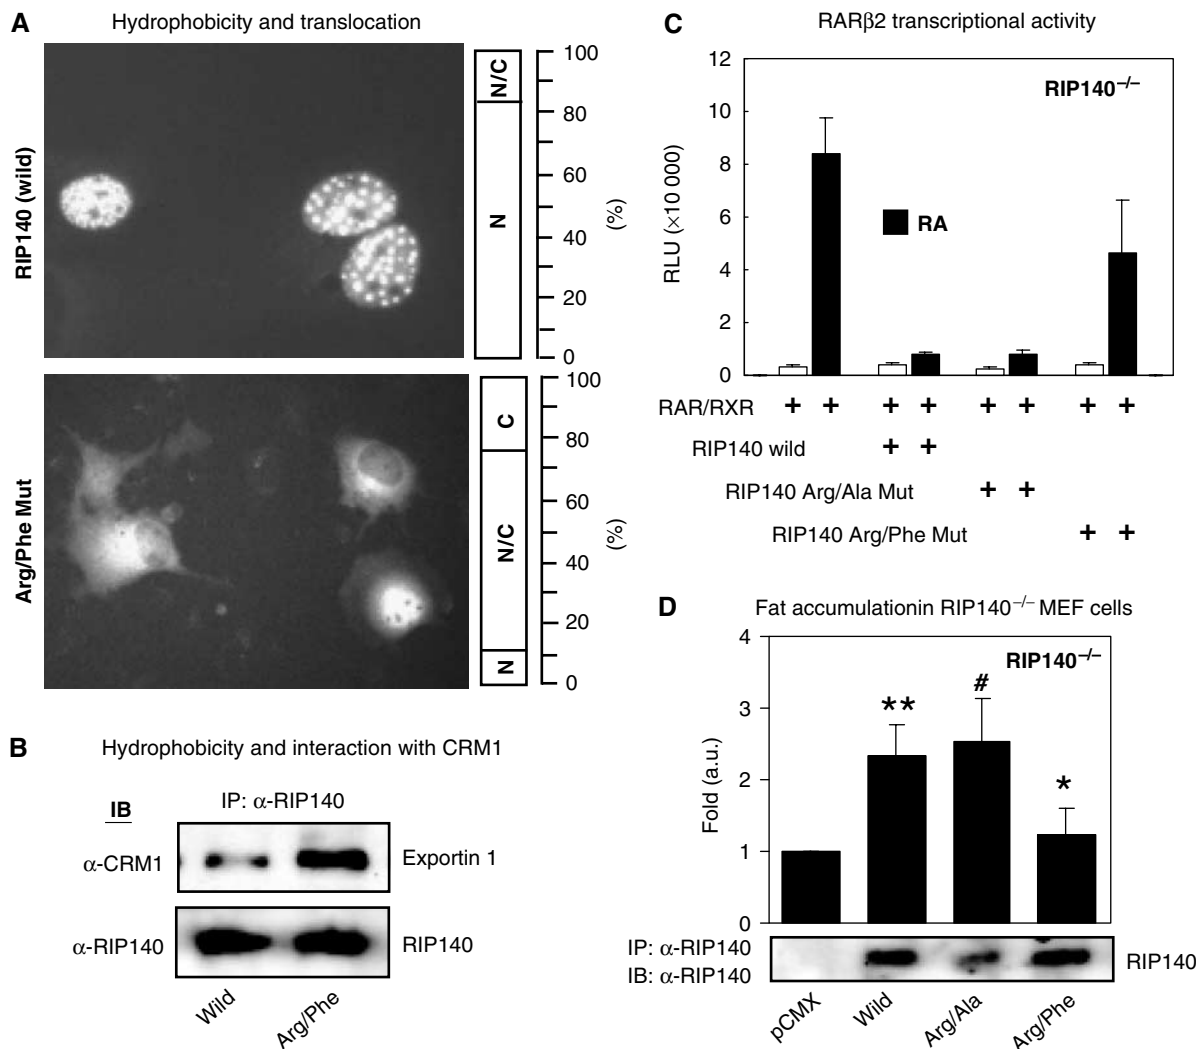 A
Hydrophobicity and translocation
RIP140 (wild)
N/C
N
100
80
60
40
20
0
(%)
Arg/Phe Mut
C
N/C
N
100
80
60
40
20
0
(%)
B
Hydrophobicity and interaction with CRM1
IB
IP: α-RIP140
α-CRM1
Exportin 1
α-RIP140
RIP140
Wild
Arg/Phe
C
RARβ2 transcriptional activity
RIP140–/–
RLU (×10 000)
12
10
8
6
4
2
0
RA
RAR/RXR + + + + + + + +
RIP140 wild + +
RIP140 Arg/Ala Mut + +
RIP140 Arg/Phe Mut + +
D
Fat accumulationin RIP140–/– MEF cells
RIP140–/–
Fold (a.u.)
4
3
2
1
0
**
#
*
IP: α-RIP140
IB: α-RIP140
RIP140
pCMX
Wild
Arg/Ala
Arg/Phe